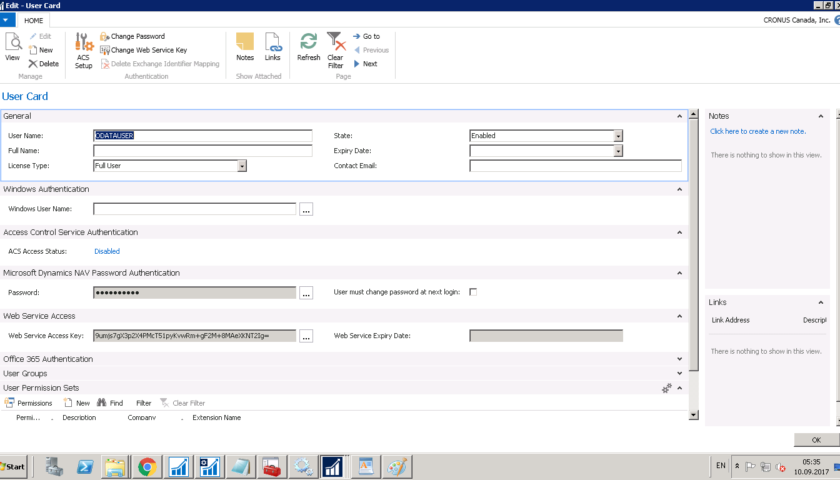 Edit - User Card
HOME
CRONUS Canada, Inc.
View
Edit
New
Delete
Manage
ACS Setup
Change Password
Change Web Service Key
Delete Exchange Identifier Mapping
Authentication
Notes
Links
Show Attached
Refresh
Clear Filter
Go to
Previous
Next
Page
User Card
General
User Name: ODATAUSER
State: Enabled
Full Name:
Expiry Date:
License Type: Full User
Contact Email:
Windows Authentication
Windows User Name:
Access Control Service Authentication
ACS Access Status: Disabled
Microsoft Dynamics NAV Password Authentication
Password: ●●●●●●●●●●
User must change password at next login:
Web Service Access
Web Service Access Key: 9umjs7gX3p2X4PMcT51pyKvwRm+gF2M+8MAeXKNT2Ig=
Web Service Expiry Date:
Office 365 Authentication
User Groups
User Permission Sets
Permissions New Find Filter Clear Filter
Permi... . Description Company . Extension Name
Notes
Click here to create a new note.
There is nothing to show in this view.
Links
Link Address Descript
There is nothing to show in this view.
OK
Start
EN
05:35
10.09.2017